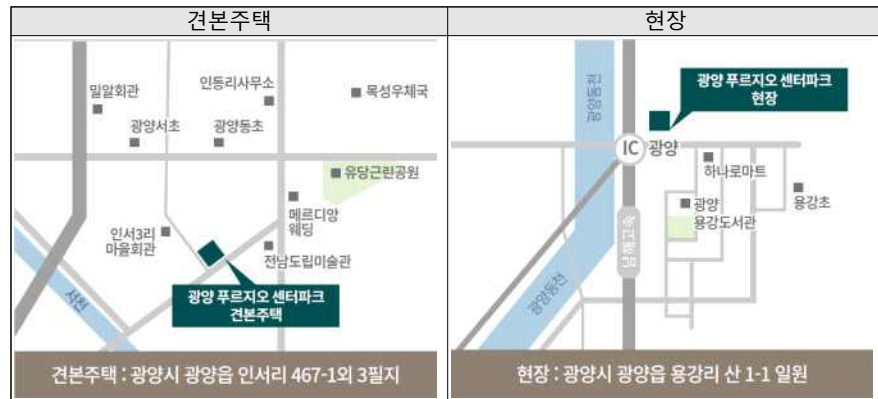 견본주택
현장
밀알회관
인동리사무소
목성우체국
광양서초
광양동초
유당근린공원
메르디앙
웨딩
인서3리
마을회관
전남도립미술관
서천
광양 푸르지오 센터파크
견본주택
견본주택 : 광양시 광양읍 인서리 467-1외 3필지
광양동천
광양 푸르지오 센터파크
현장
IC 광양
하나로마트
용강초
광양
용강도서관
남해고속
광양동천
현장 : 광양시 광양읍 용강리 산 1-1 일원